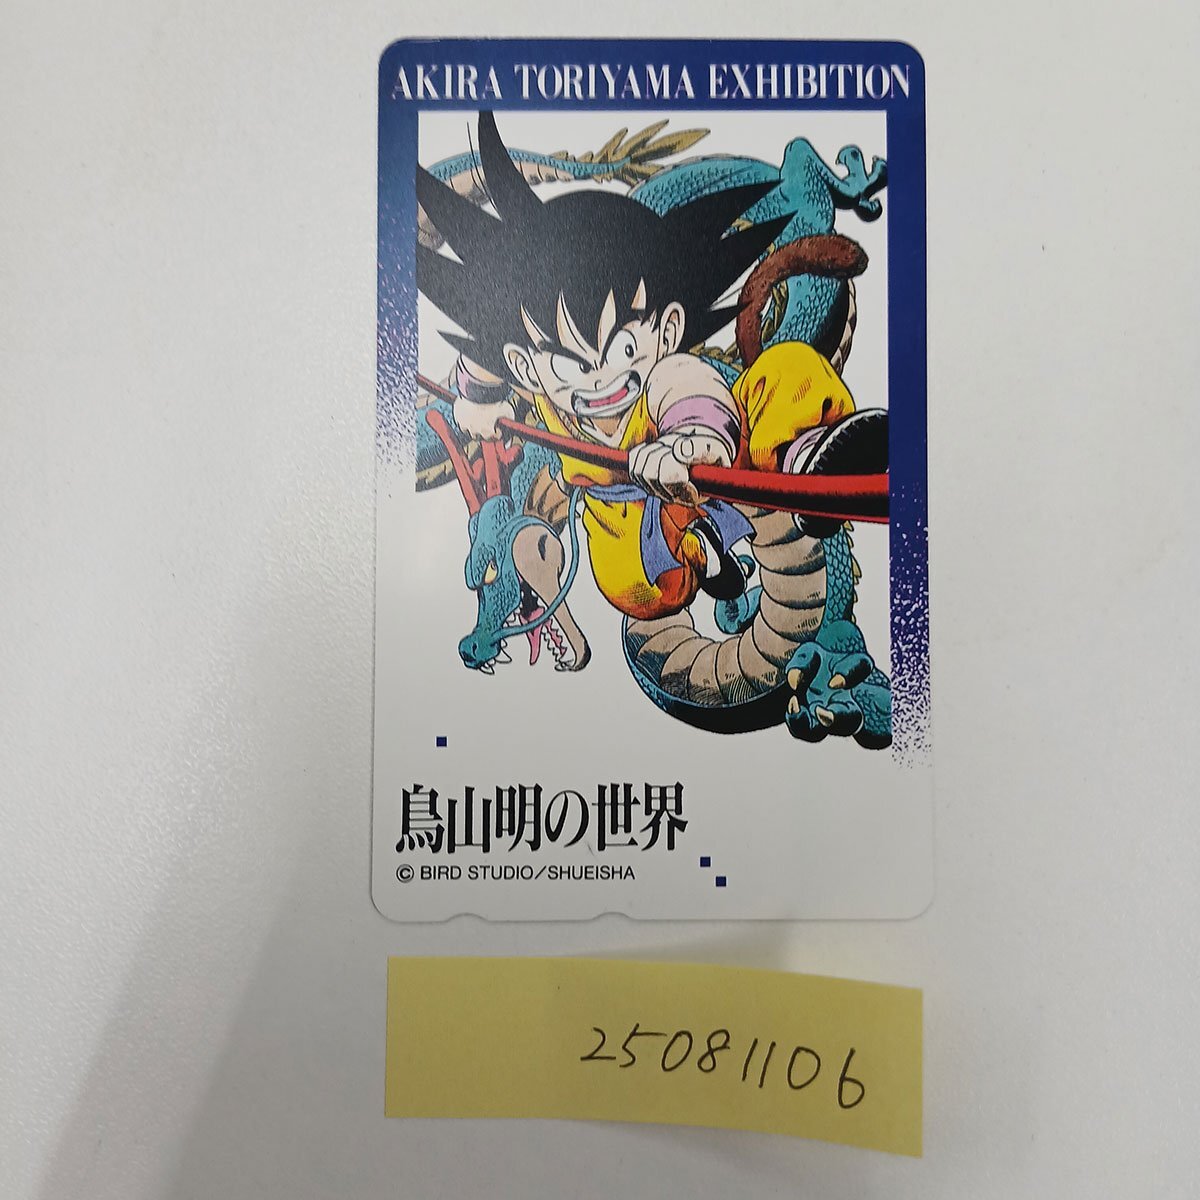 AKIRA TORIYAMA EXHIBITION
鳥山明の世界
© BIRD STUDIO/SHUEISHA
25081106